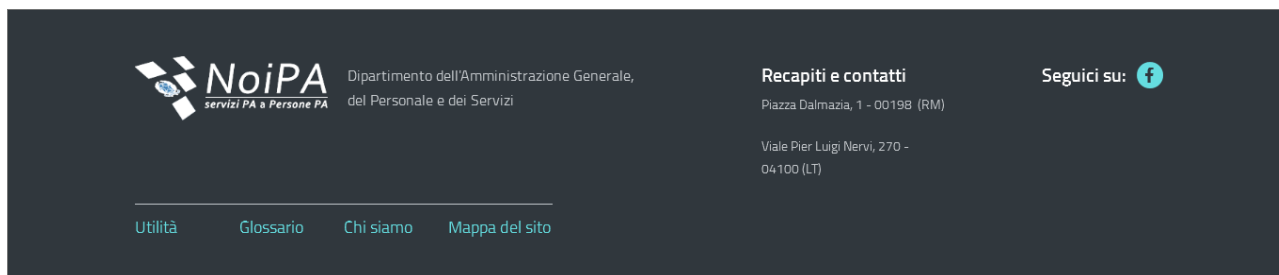 NoiPA
servizi PA a Persone PA
Dipartimento dell'Amministrazione Generale,
del Personale e dei Servizi
Recapiti e contatti
Piazza Dalmazia, 1 - 00198 (RM)
Viale Pier Luigi Nervi, 270 -
04100 (LT)
Seguici su:
Utilità
Glossario
Chi siamo
Mappa del sito